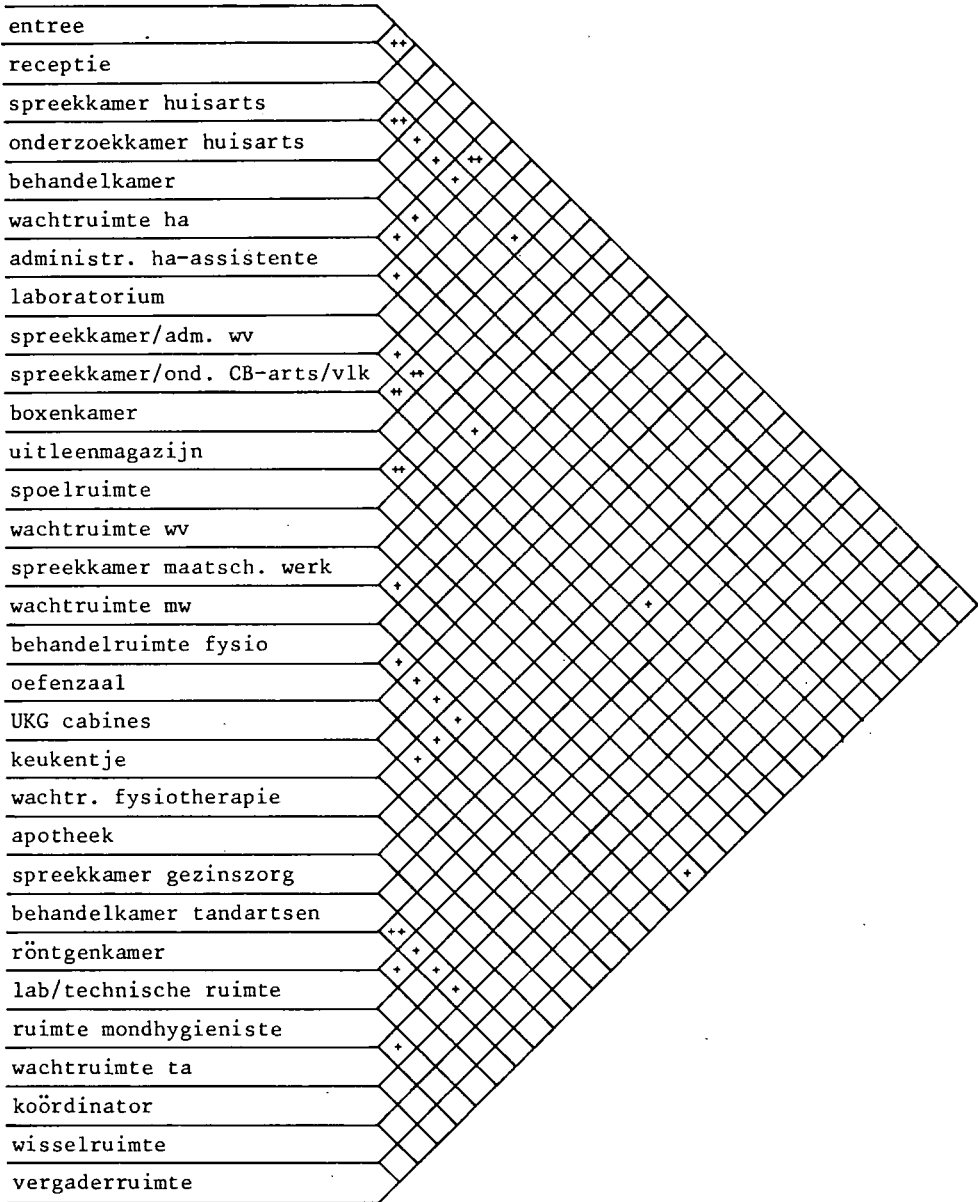 entree
++
receptie
spreekkamer huisarts
++
onderzoekkamer huisarts
+
+ ++
behandelkamer
+
wachtruimte ha
+
+ +
administr. ha-assistente
+
laboratorium
spreekkamer/adm. wv
+
spreekkamer/ond. CB-arts/vlk
++
++
boxenkamer
+
uitleenmagazijn
++
spoelruimte
wachtruimte wv
spreekkamer maatsch. werk
+
wachtruimte mw
+
behandelruimte fysio
+
oefenzaal
+
+
UKG cabines
+
+
keukentje
+
wachtr. fysiotherapie
apotheek
spreekkamer gezinszorg
+
behandelkamer tandartsen
++
röntgenkamer
+
+ +
lab/technische ruimte
+
ruimte mondhygieniste
+
wachtruimte ta
koördinator
wisselruimte
vergaderruimte